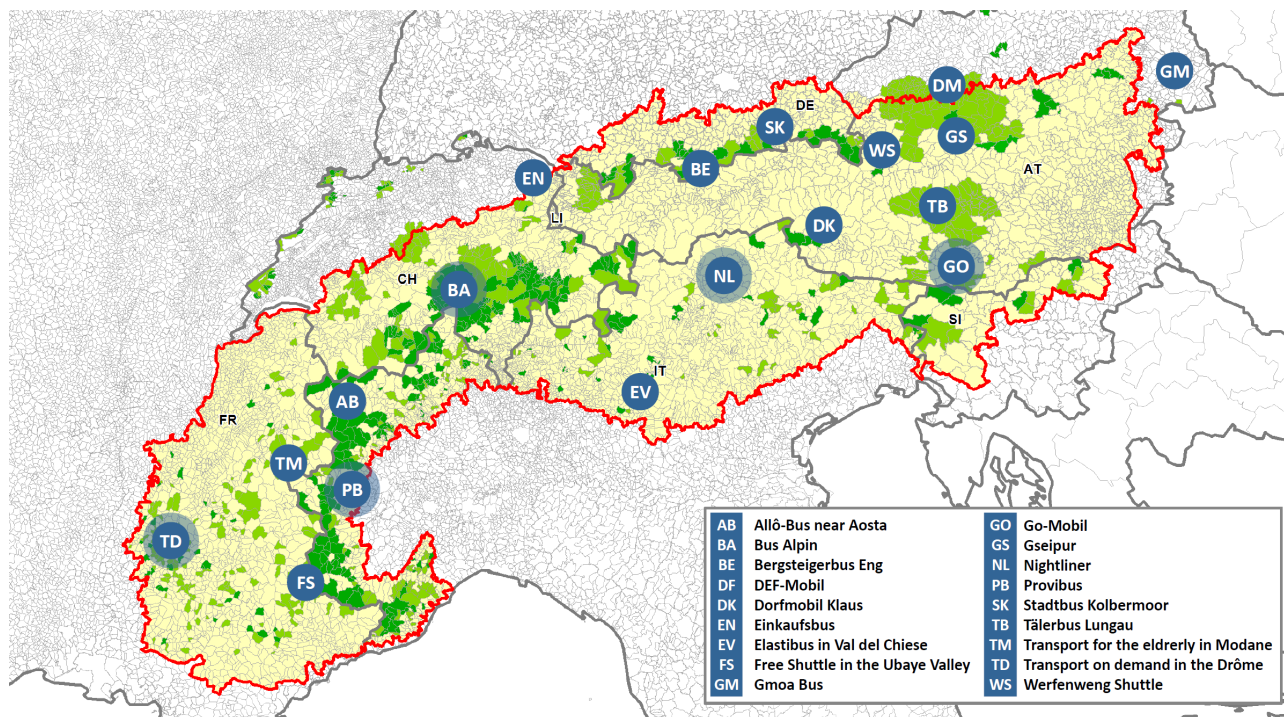 GM
DM
DE
SK
GS
WS
BE
AT
EN
TB
LI
DK
GO
NL
CH
BA
SI
IT
EV
AB
FR
TM
PB
TD
FS
AB Allô-Bus near Aosta
BA Bus Alpin
BE Bergsteigerbus Eng
DF DEF-Mobil
DK Dorfmobil Klaus
EN Einkaufsbus
EV Elastibus in Val del Chiese
FS Free Shuttle in the Ubaye Valley
GM Gmoa Bus
GO Go-Mobil
GS Gseipur
NL Nightliner
PB Provibus
SK Stadtbus Kolbermoor
TB Tälerbus Lungau
TM Transport for the eldrerly in Modane
TD Transport on demand in the Drôme
WS Werfenweng Shuttle